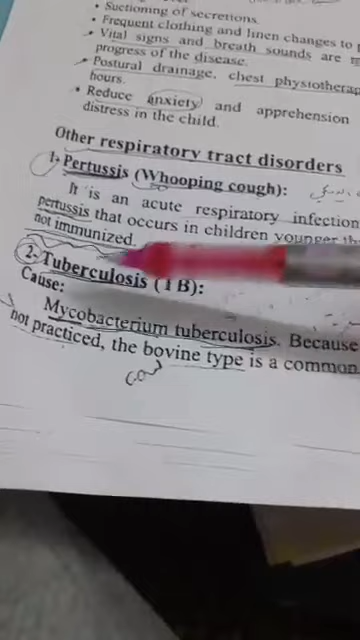 • Suctioning of secretions.
• Frequent clothing and linen changes to
• Vital signs and breath sounds are
progress of the disease.
• Postural drainage, chest physiotherap
hours.
• Reduce anxiety and apprehension
distress in the child.
Other respiratory tract disorders
1- Pertussis (Whooping cough):
It is an acute respiratory infection
pertussis that occurs in children younger th
not immunized.
2- Tuberculosis (TB):
Cause:
Mycobacterium tuberculosis. Because
not practiced, the bovine type is a common
cow